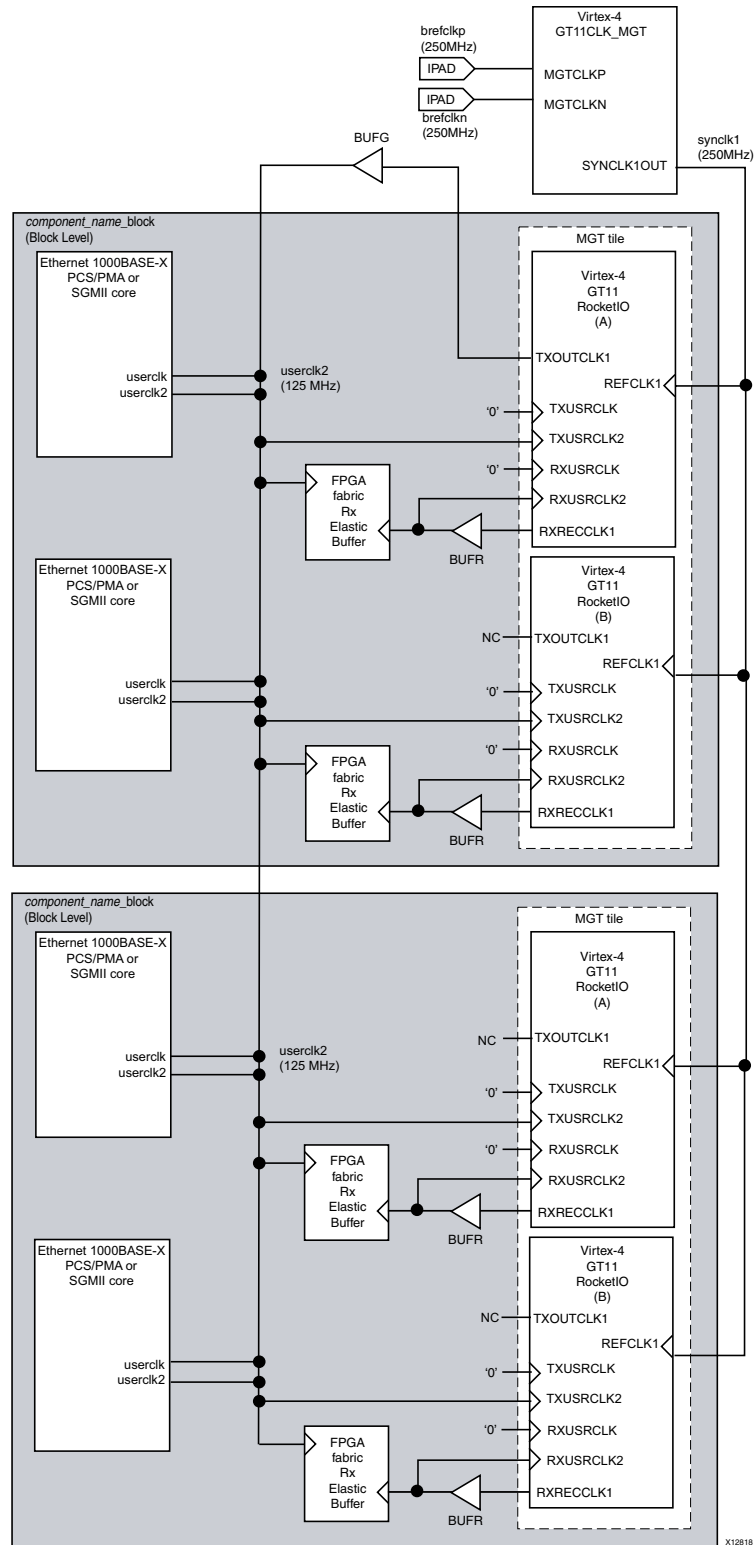 Virtex-4
GT11CLK_MGT
brefclkp
(250MHz)
IPAD
MGTCLKP
IPAD
MGTCLKN
brefclkn
(250MHz)
BUFG
synclk1
(250MHz)
SYNCLK1OUT
component_name_block
(Block Level)
MGT tile
Ethernet 1000BASE-X
PCS/PMA or
SGMII core
Virtex-4
GT11
RocketIO
(A)
TXOUTCLK1
userclk
userclk2
userclk2
(125 MHz)
REFCLK1
'0'
TXUSRCLK
TXUSRCLK2
'0'
RXUSRCLK
FPGA
fabric
Rx
Elastic
Buffer
RXUSRCLK2
RXRECCLK1
BUFR
Ethernet 1000BASE-X
PCS/PMA or
SGMII core
Virtex-4
GT11
RocketIO
(B)
NC
TXOUTCLK1
REFCLK1
userclk
userclk2
'0'
TXUSRCLK
TXUSRCLK2
'0'
RXUSRCLK
FPGA
fabric
Rx
Elastic
Buffer
RXUSRCLK2
RXRECCLK1
BUFR
component_name_block
(Block Level)
MGT tile
Ethernet 1000BASE-X
PCS/PMA or
SGMII core
Virtex-4
GT11
RocketIO
(A)
NC
TXOUTCLK1
userclk
userclk2
userclk2
(125 MHz)
REFCLK1
'0'
TXUSRCLK
TXUSRCLK2
'0'
RXUSRCLK
FPGA
fabric
Rx
Elastic
Buffer
RXUSRCLK2
RXRECCLK1
BUFR
Ethernet 1000BASE-X
PCS/PMA or
SGMII core
Virtex-4
GT11
RocketIO
(B)
NC
TXOUTCLK1
REFCLK1
userclk
userclk2
'0'
TXUSRCLK
TXUSRCLK2
'0'
RXUSRCLK
FPGA
fabric
Rx
Elastic
Buffer
RXUSRCLK2
RXRECCLK1
BUFR
X12818